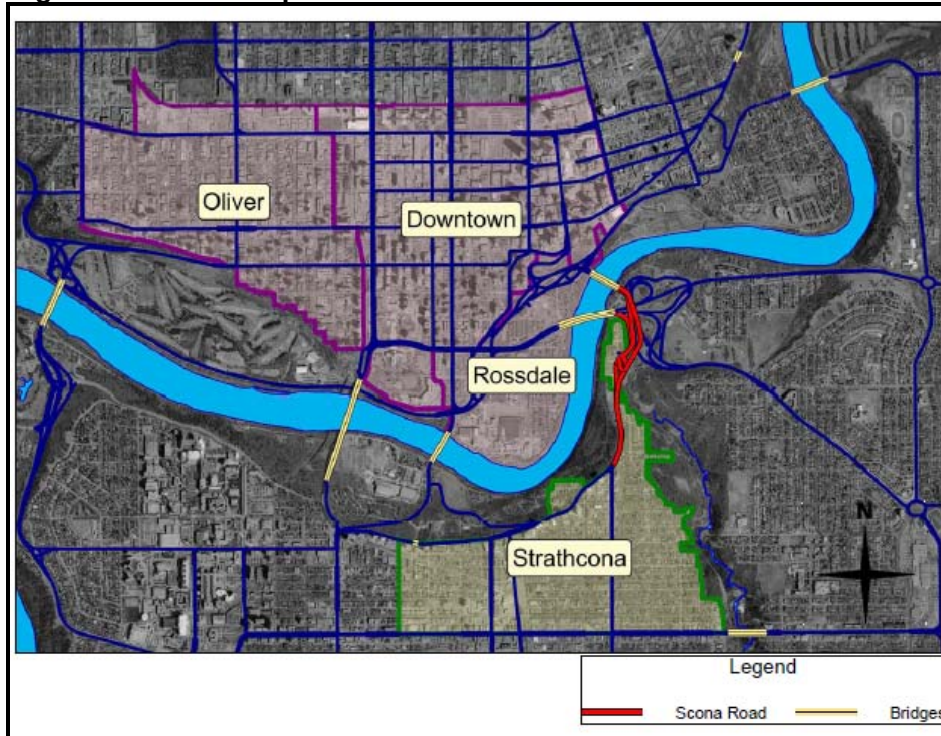 Oliver
Downtown
Rossdale
Strathcona
N
Legend
Scona Road
Bridges